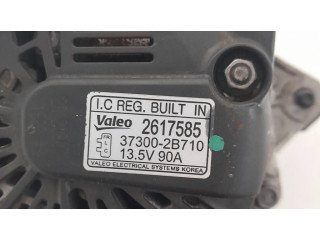 I.C REG. BUILT IN
Valeo 2617585
37300-2B710
13.5V 90A
VALEO ELECTRICAL SYSTEMS KOREA